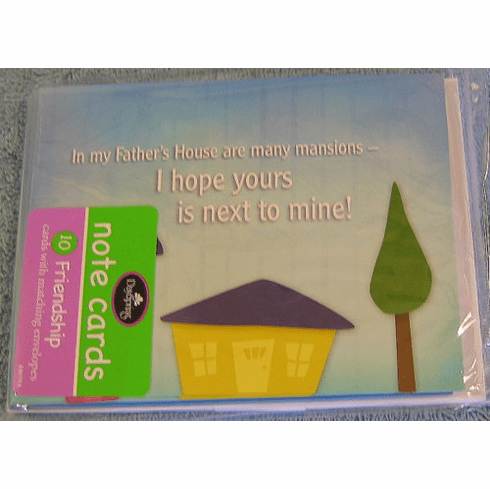 In my Father's House are many mansions –
I hope yours
is next to mine!
DaySpring
note cards
10 Friendship
cards with matching envelopes